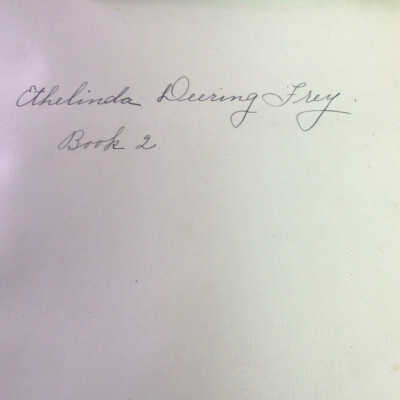 Ethelinda Deering Frey.
Book 2